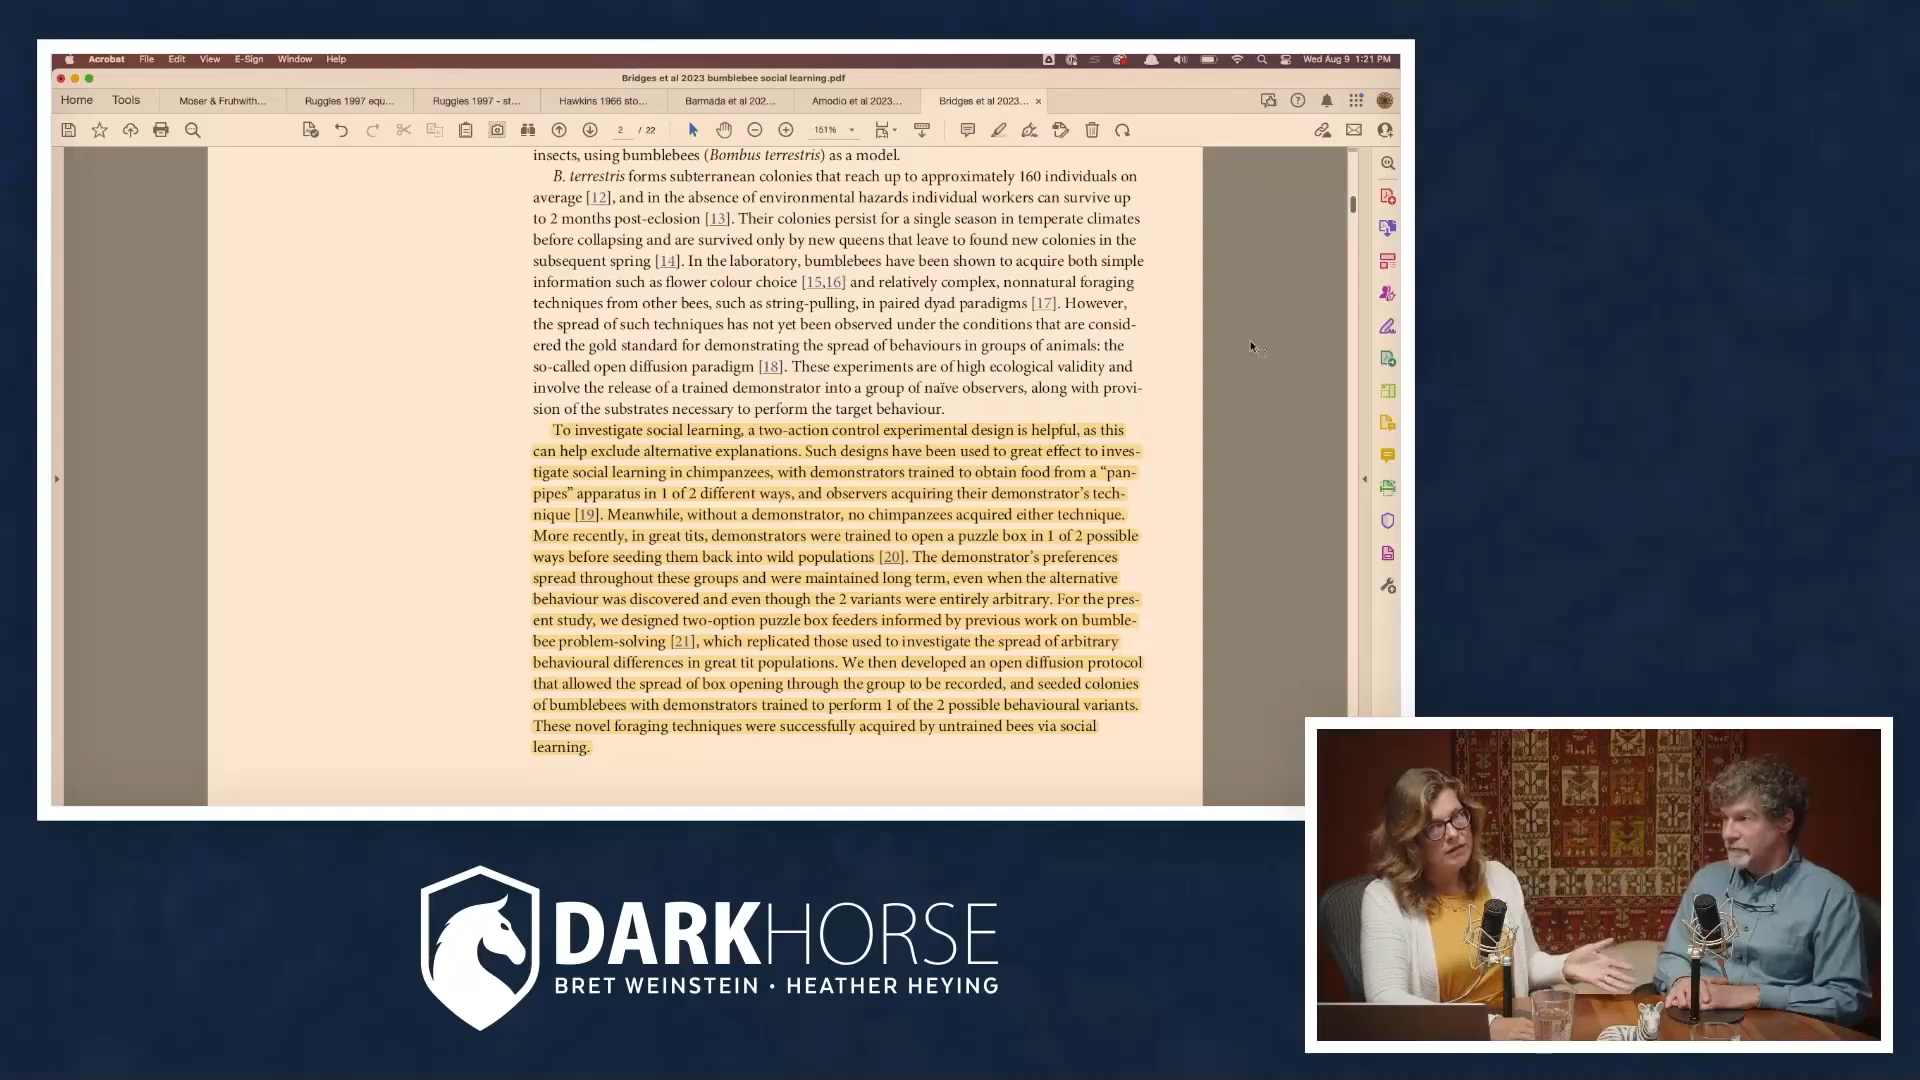 Acrobat File Edit View E-Sign Window Help Wed Aug 9 1:21 PM
Bridges et al 2023 bumblebee social learning.pdf
Home Tools Moser & Fruhwith... Ruggles 1997 equ... Ruggles 1997 - st... Hawkins 1966 sto... Barmada et al 202... Amodio et al 2023... Bridges et al 2023... ×
2 / 22 151%
insects, using bumblebees (Bombus terrestris) as a model.
B. terrestris forms subterranean colonies that reach up to approximately 160 individuals on
average [12], and in the absence of environmental hazards individual workers can survive up
to 2 months post-eclosion [13]. Their colonies persist for a single season in temperate climates
before collapsing and are survived only by new queens that leave to found new colonies in the
subsequent spring [14]. In the laboratory, bumblebees have been shown to acquire both simple
information such as flower colour choice [15,16] and relatively complex, nonnatural foraging
techniques from other bees, such as string-pulling, in paired dyad paradigms [17]. However,
the spread of such techniques has not yet been observed under the conditions that are consid-
ered the gold standard for demonstrating the spread of behaviours in groups of animals: the
so-called open diffusion paradigm [18]. These experiments are of high ecological validity and
involve the release of a trained demonstrator into a group of naïve observers, along with provi-
sion of the substrates necessary to perform the target behaviour.
To investigate social learning, a two-action control experimental design is helpful, as this
can help exclude alternative explanations. Such designs have been used to great effect to inves-
tigate social learning in chimpanzees, with demonstrators trained to obtain food from a “pan-
pipes” apparatus in 1 of 2 different ways, and observers acquiring their demonstrator’s tech-
nique [19]. Meanwhile, without a demonstrator, no chimpanzees acquired either technique.
More recently, in great tits, demonstrators were trained to open a puzzle box in 1 of 2 possible
ways before seeding them back into wild populations [20]. The demonstrator’s preferences
spread throughout these groups and were maintained long term, even when the alternative
behaviour was discovered and even though the 2 variants were entirely arbitrary. For the pres-
ent study, we designed two-option puzzle box feeders informed by previous work on bumble-
bee problem-solving [21], which replicated those used to investigate the spread of arbitrary
behavioural differences in great tit populations. We then developed an open diffusion protocol
that allowed the spread of box opening through the group to be recorded, and seeded colonies
of bumblebees with demonstrators trained to perform 1 of the 2 possible behavioural variants.
These novel foraging techniques were successfully acquired by untrained bees via social
learning.
DARKHORSE
BRET WEINSTEIN • HEATHER HEYING